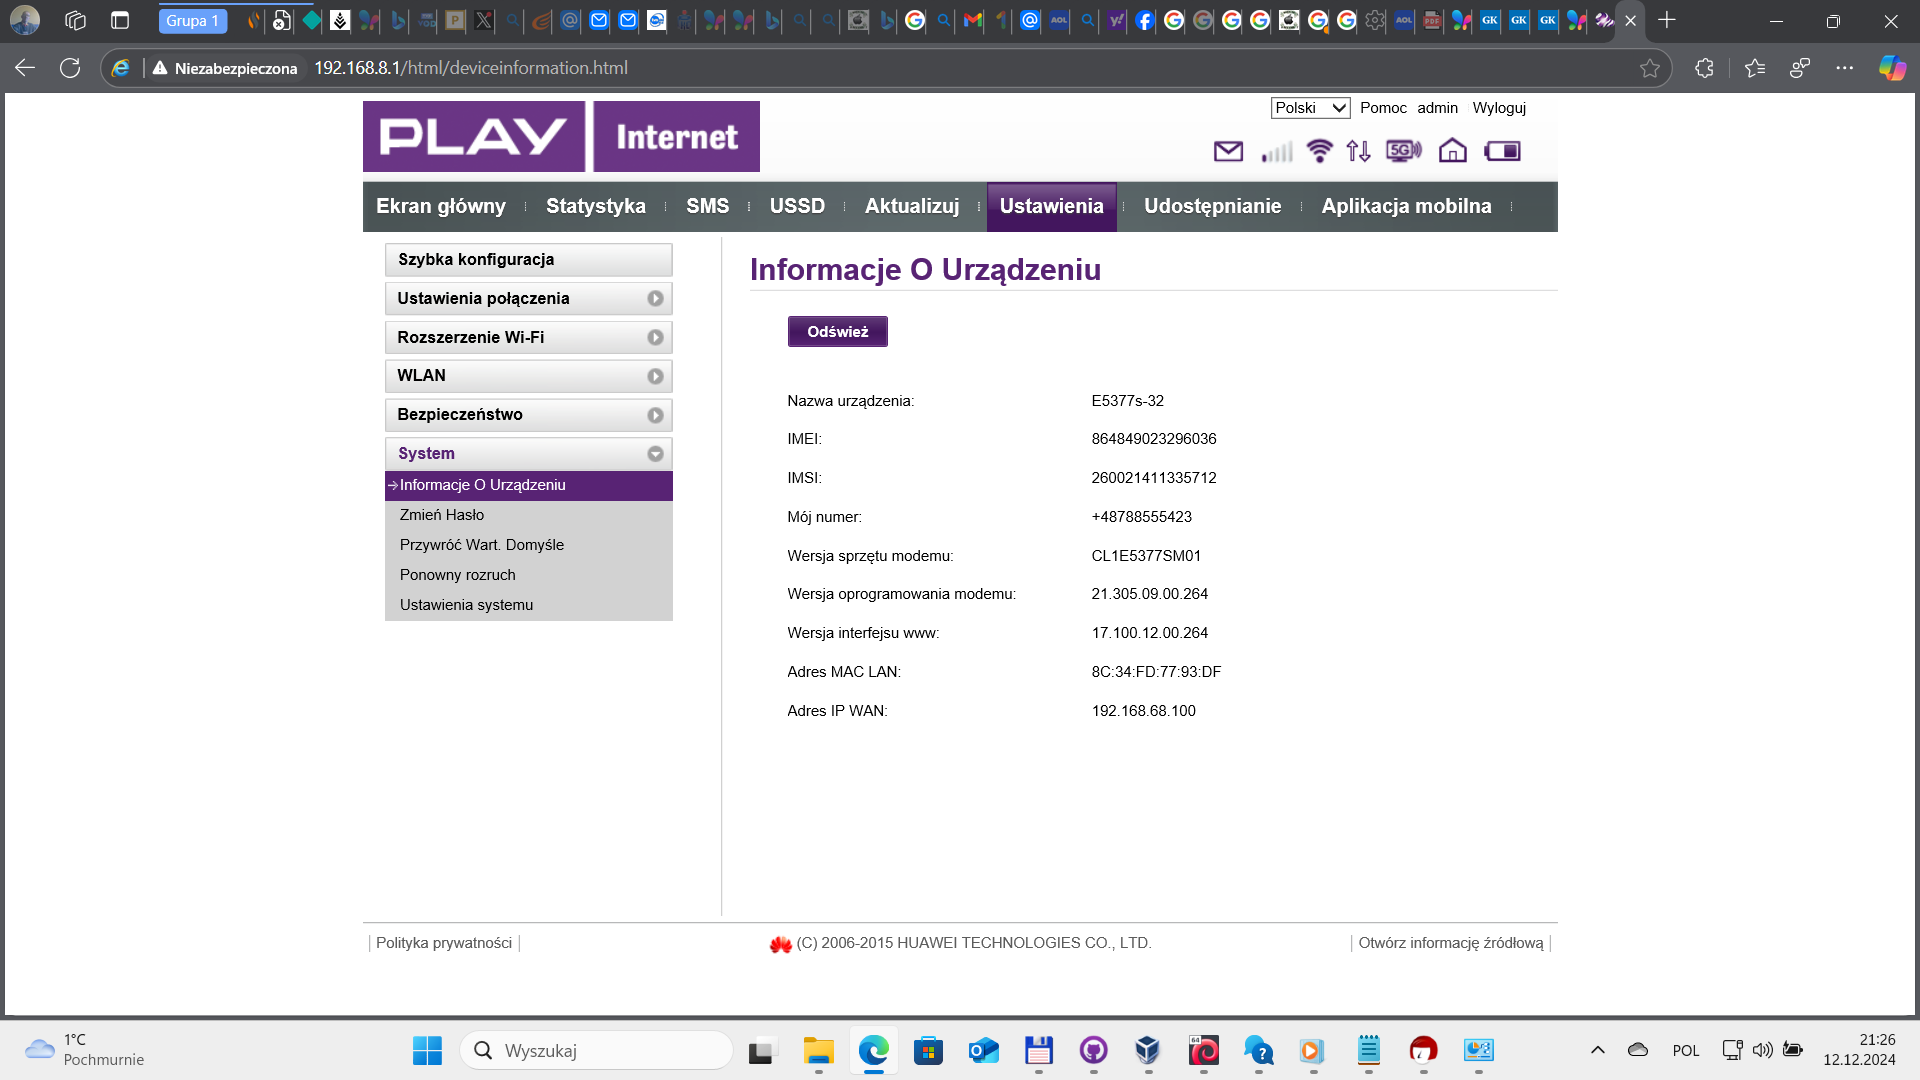 Grupa 1
Niezabezpieczona 192.168.8.1/html/deviceinformation.html
PLAY Internet
Polski Pomoc admin Wyloguj
5G
Ekran główny Statystyka SMS USSD Aktualizuj Ustawienia Udostępnianie Aplikacja mobilna
Szybka konfiguracja
Ustawienia połączenia
Rozszerzenie Wi-Fi
WLAN
Bezpieczeństwo
System
Informacje O Urządzeniu
Zmień Hasło
Przywróć Wart. Domyśle
Ponowny rozruch
Ustawienia systemu
Informacje O Urządzeniu
Odśwież
Nazwa urządzenia: E5377s-32
IMEI: 864849023296036
IMSI: 260021411335712
Mój numer: +48788555423
Wersja sprzętu modemu: CL1E5377SM01
Wersja oprogramowania modemu: 21.305.09.00.264
Wersja interfejsu www: 17.100.12.00.264
Adres MAC LAN: 8C:34:FD:77:93:DF
Adres IP WAN: 192.168.68.100
Polityka prywatności
(C) 2006-2015 HUAWEI TECHNOLOGIES CO., LTD.
Otwórz informację źródłową
1°C
Pochmurnie
Wyszukaj
POL
21:26
12.12.2024